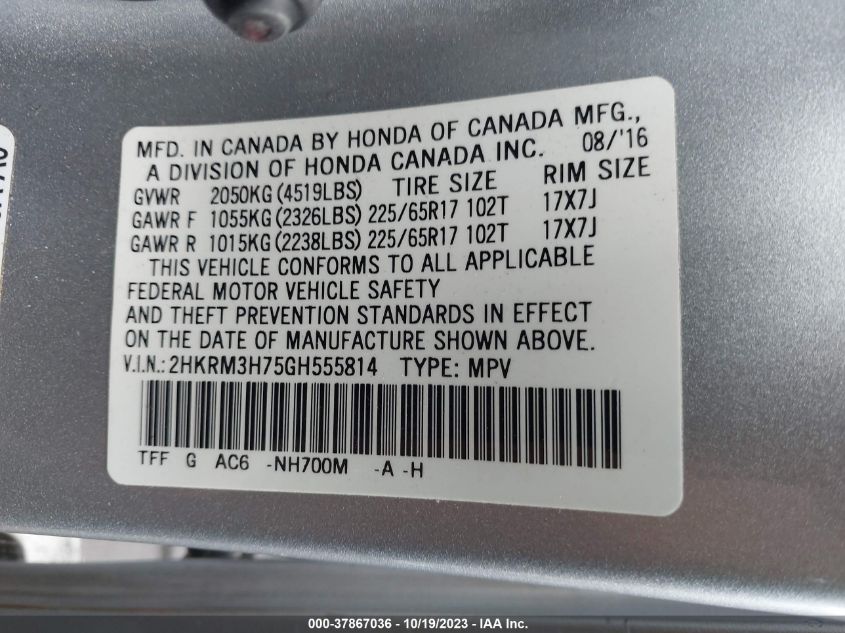 MFD. IN CANADA BY HONDA OF CANADA MFG.,
A DIVISION OF HONDA CANADA INC. 08/'16
GVWR 2050KG (4519LBS) TIRE SIZE RIM SIZE
GAWR F 1055KG (2326LBS) 225/65R17 102T 17X7J
GAWR R 1015KG (2238LBS) 225/65R17 102T 17X7J
THIS VEHICLE CONFORMS TO ALL APPLICABLE
FEDERAL MOTOR VEHICLE SAFETY
AND THEFT PREVENTION STANDARDS IN EFFECT
ON THE DATE OF MANUFACTURE SHOWN ABOVE.
V.I.N.: 2HKRM3H75GH555814 TYPE: MPV
TFF G AC6 -NH700M -A -H
000-37867036 - 10/19/2023 - IAA Inc.